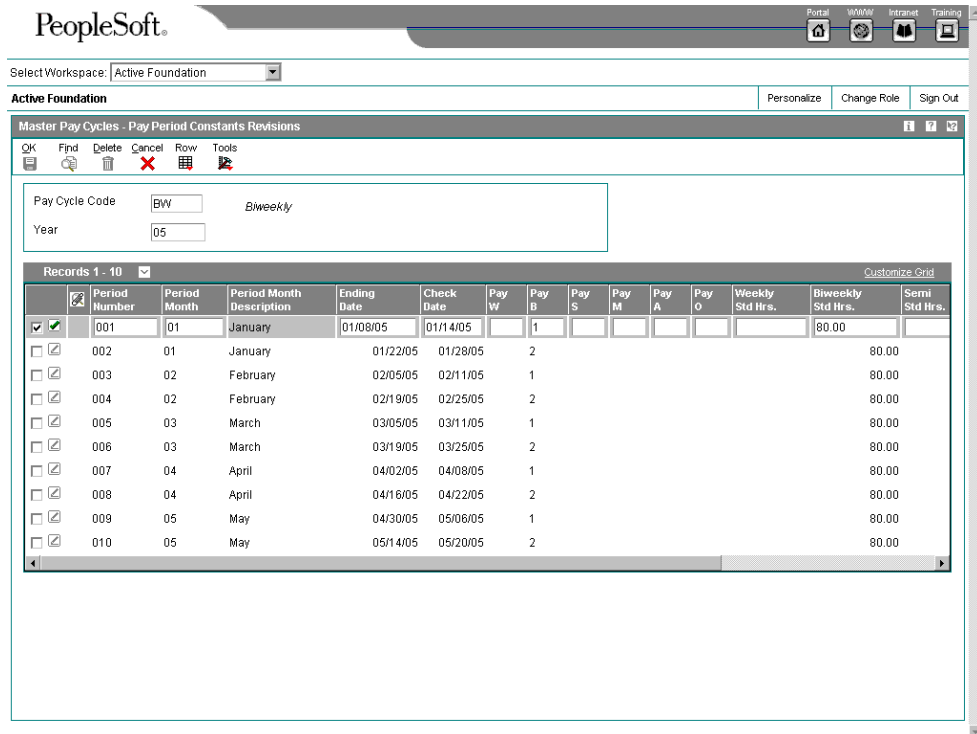 Portal WWW Intranet Training
PeopleSoft.
Select Workspace: Active Foundation
Active Foundation Personalize Change Role Sign Out
Master Pay Cycles - Pay Period Constants Revisions i ? ?
OK Find Delete Cancel Row Tools
Pay Cycle Code BW Biweekly
Year 05
Records 1 - 10 Customize Grid
Period Number Period Month Period Month Description Ending Date Check Date Pay W Pay B Pay S Pay M Pay A Pay O Weekly Std Hrs. Biweekly Std Hrs. Semi Std Hrs.
001 01 January 01/08/05 01/14/05 1 80.00
002 01 January 01/22/05 01/28/05 2 80.00
003 02 February 02/05/05 02/11/05 1 80.00
004 02 February 02/19/05 02/25/05 2 80.00
005 03 March 03/05/05 03/11/05 1 80.00
006 03 March 03/19/05 03/25/05 2 80.00
007 04 April 04/02/05 04/08/05 1 80.00
008 04 April 04/16/05 04/22/05 2 80.00
009 05 May 04/30/05 05/06/05 1 80.00
010 05 May 05/14/05 05/20/05 2 80.00